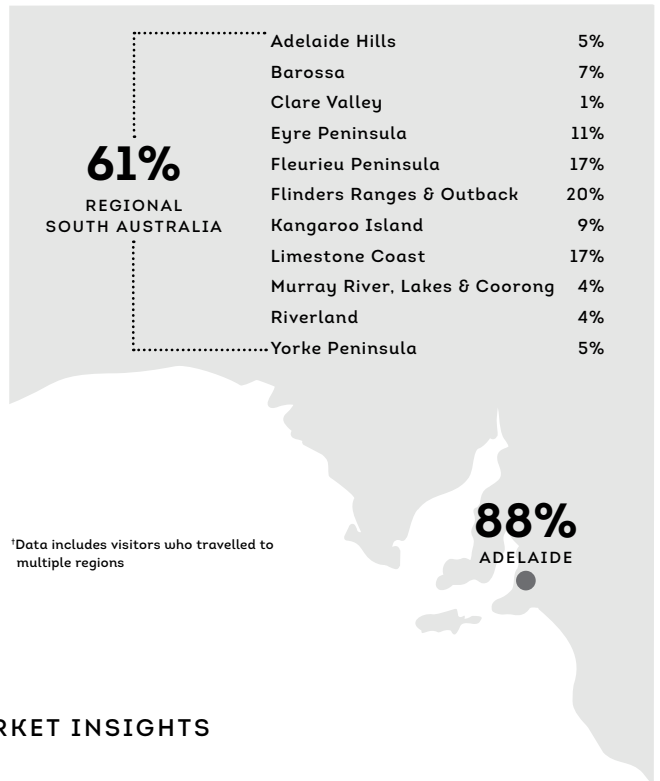 Adelaide Hills 5%
Barossa 7%
Clare Valley 1%
Eyre Peninsula 11%
61%
Fleurieu Peninsula 17%
REGIONAL
SOUTH AUSTRALIA
Flinders Ranges & Outback 20%
Kangaroo Island 9%
Limestone Coast 17%
Murray River, Lakes & Coorong 4%
Riverland 4%
Yorke Peninsula 5%
88%
ADELAIDE
†Data includes visitors who travelled to
multiple regions
RKET INSIGHTS